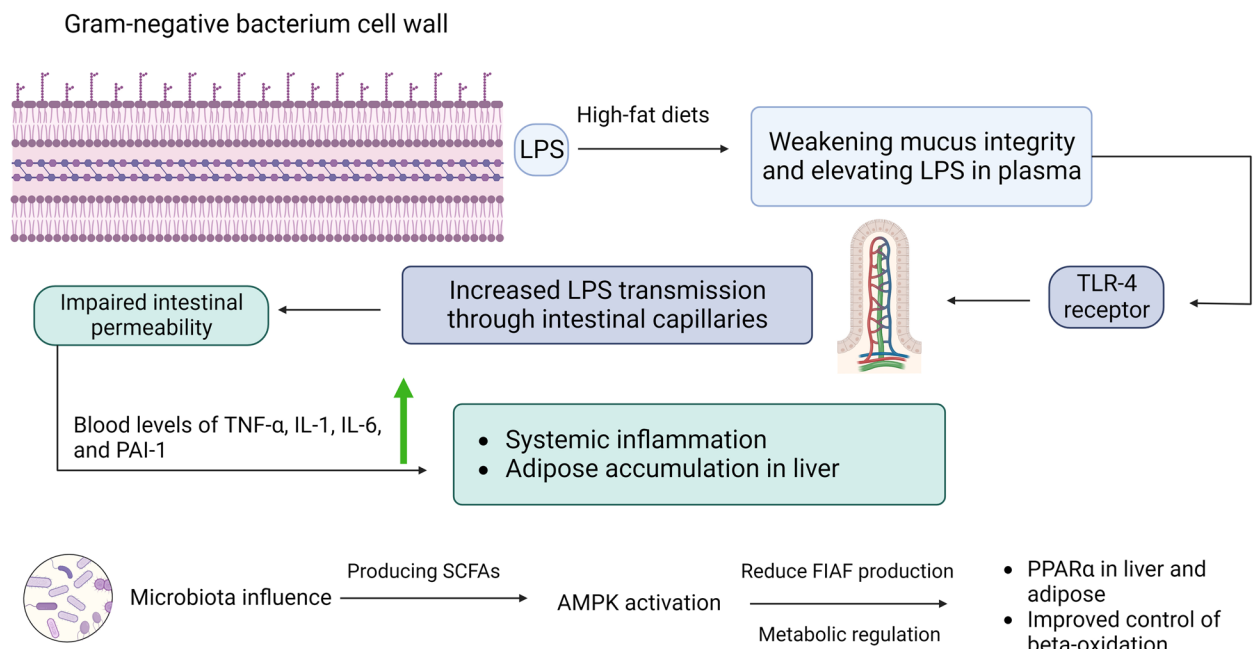 Gram-negative bacterium cell wall
LPS
High-fat diets
Weakening mucus integrity
and elevating LPS in plasma
TLR-4
receptor
Increased LPS transmission
through intestinal capillaries
Impaired intestinal
permeability
Blood levels of TNF-α, IL-1, IL-6,
and PAI-1
• Systemic inflammation
• Adipose accumulation in liver
Microbiota influence
Producing SCFAs
AMPK activation
Reduce FIAF production
Metabolic regulation
• PPARα in liver and
adipose
• Improved control of
beta-oxidation